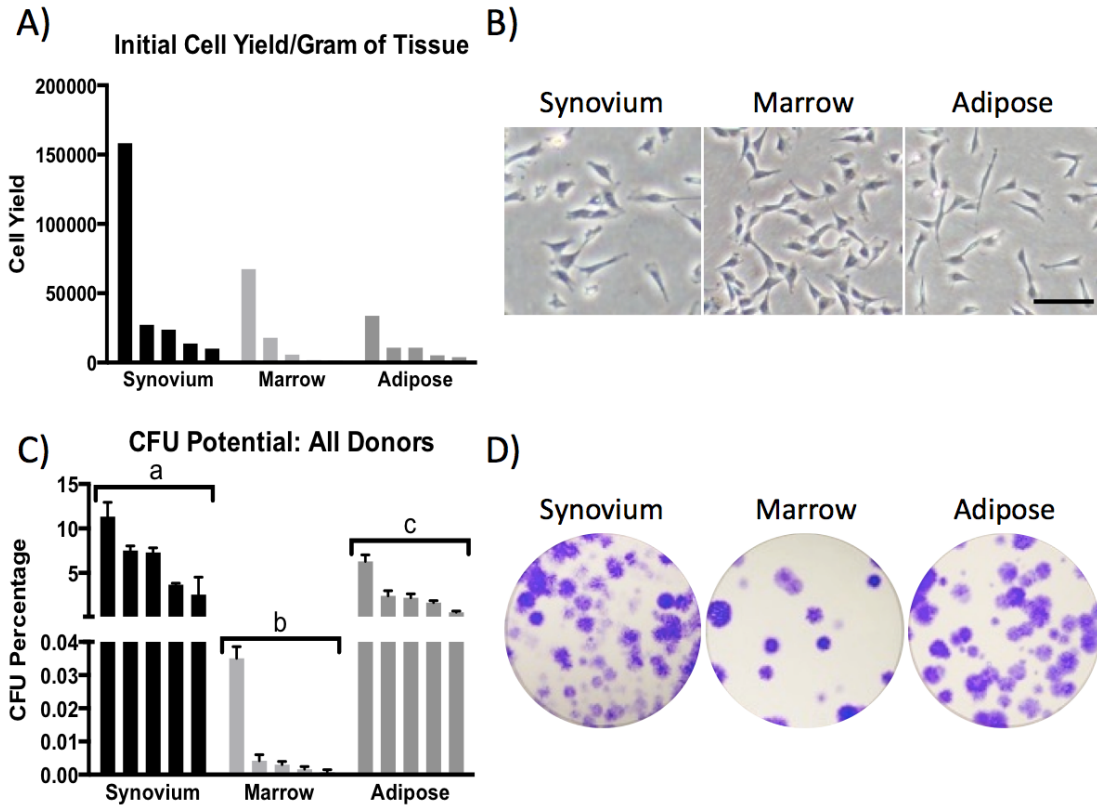 A)
Initial Cell Yield/Gram of Tissue
Cell Yield
200000
150000
100000
50000
0
Synovium Marrow Adipose
B)
Synovium Marrow Adipose
C)
CFU Potential: All Donors
CFU Percentage
15
10
5
0.04
0.03
0.02
0.01
0.00
a
b
c
Synovium Marrow Adipose
D)
Synovium Marrow Adipose